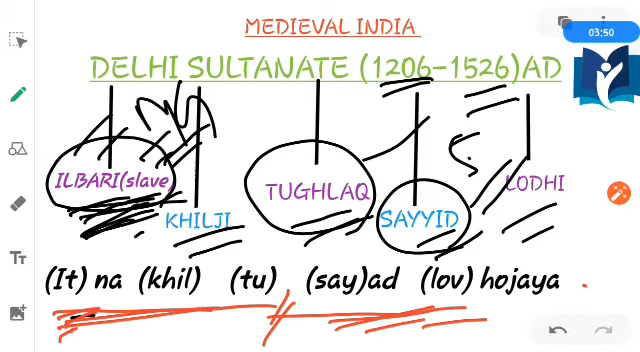 MEDIEVAL INDIA
03:50
DELHI SULTANATE (1206-1526)AD
ILBARI(slave)
KHILJI
TUGHLAQ
SAYYID
LODHI
(It) na (khil) (tu) (say)ad (lov) hojaya .
Tт